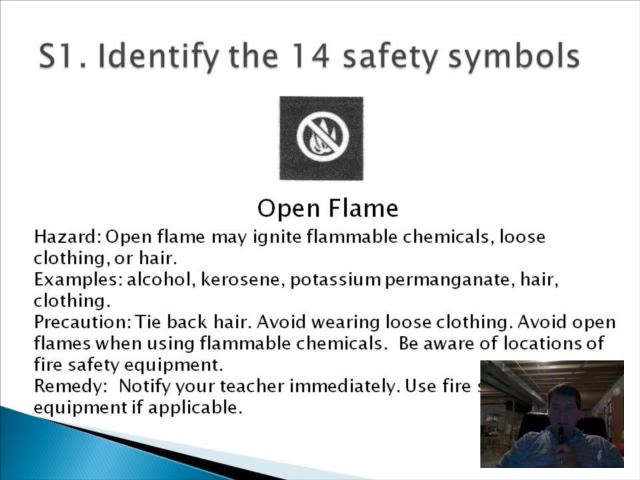 S1. Identify the 14 safety symbols
Open Flame
Hazard: Open flame may ignite flammable chemicals, loose
clothing, or hair.
Examples: alcohol, kerosene, potassium permanganate, hair,
clothing.
Precaution: Tie back hair. Avoid wearing loose clothing. Avoid open
flames when using flammable chemicals.  Be aware of locations of
fire safety equipment.
Remedy:  Notify your teacher immediately. Use fire
equipment if applicable.